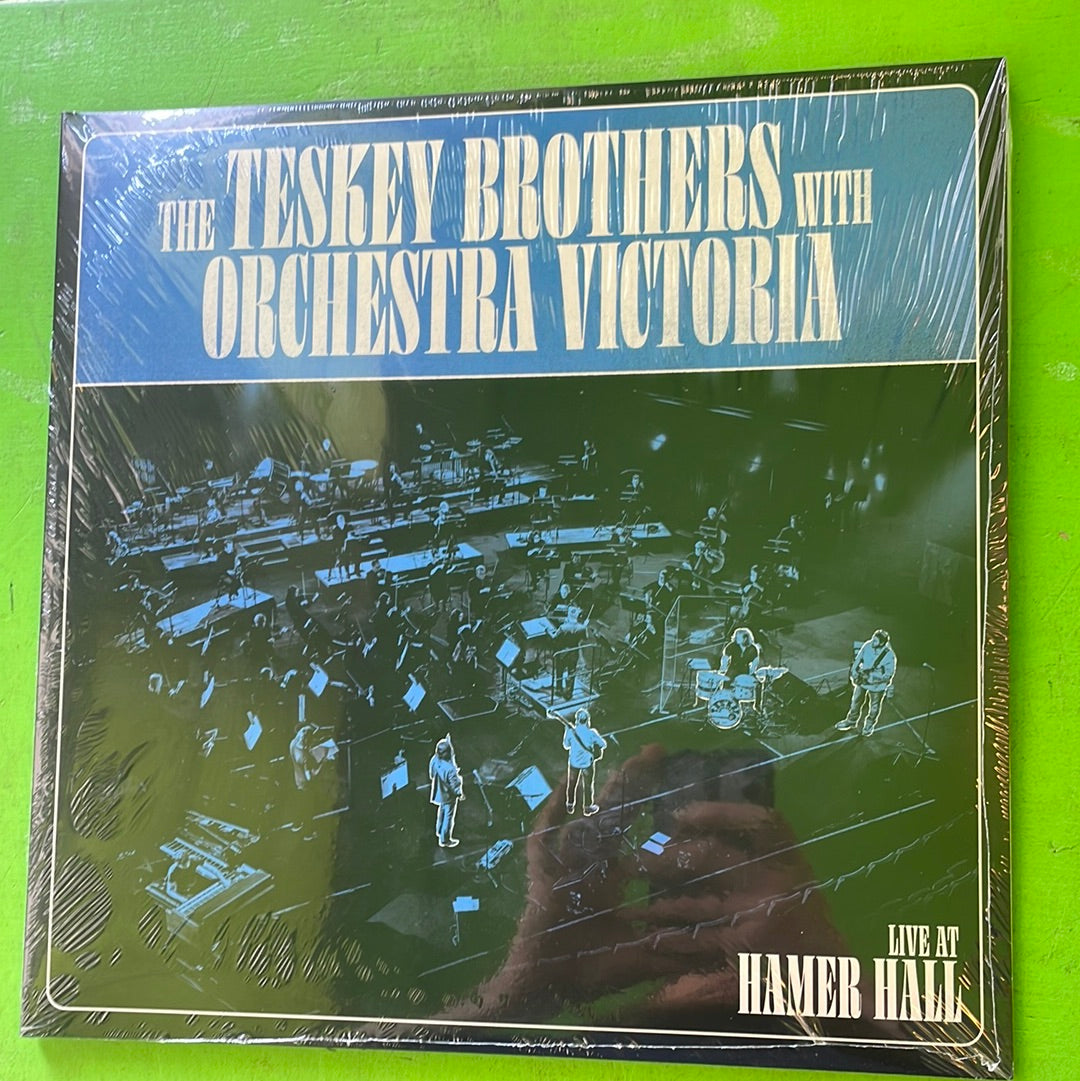 THE TESKEY BROTHERS WITH
ORCHESTRA VICTORIA
LIVE AT
HAMER HALL